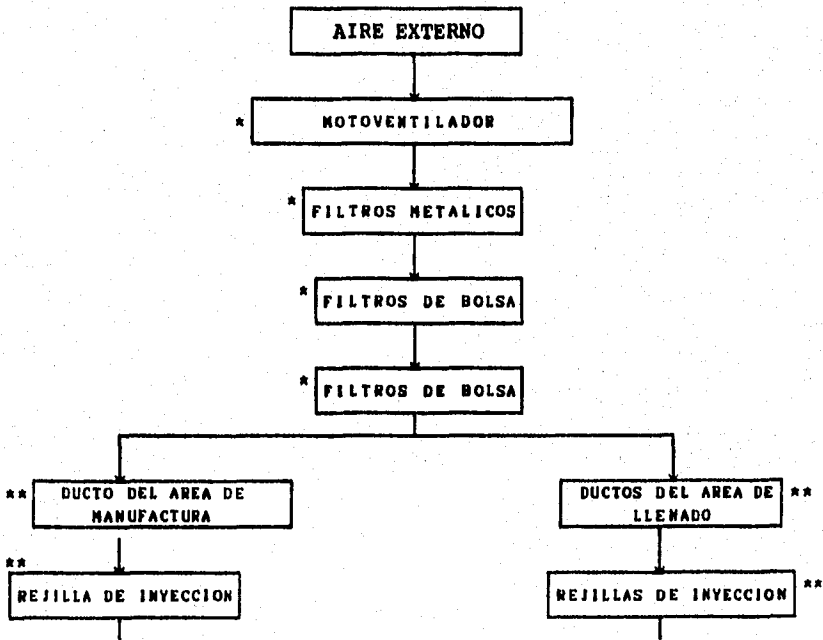 AIRE EXTERNO
* MOTOVENTILADOR
* FILTROS METALICOS
* FILTROS DE BOLSA
* FILTROS DE BOLSA
** DUCTO DEL AREA DE
MANUFACTURA
DUCTOS DEL AREA DE **
LLENADO
**
REJILLA DE INYECCION
REJILLAS DE INYECCION **